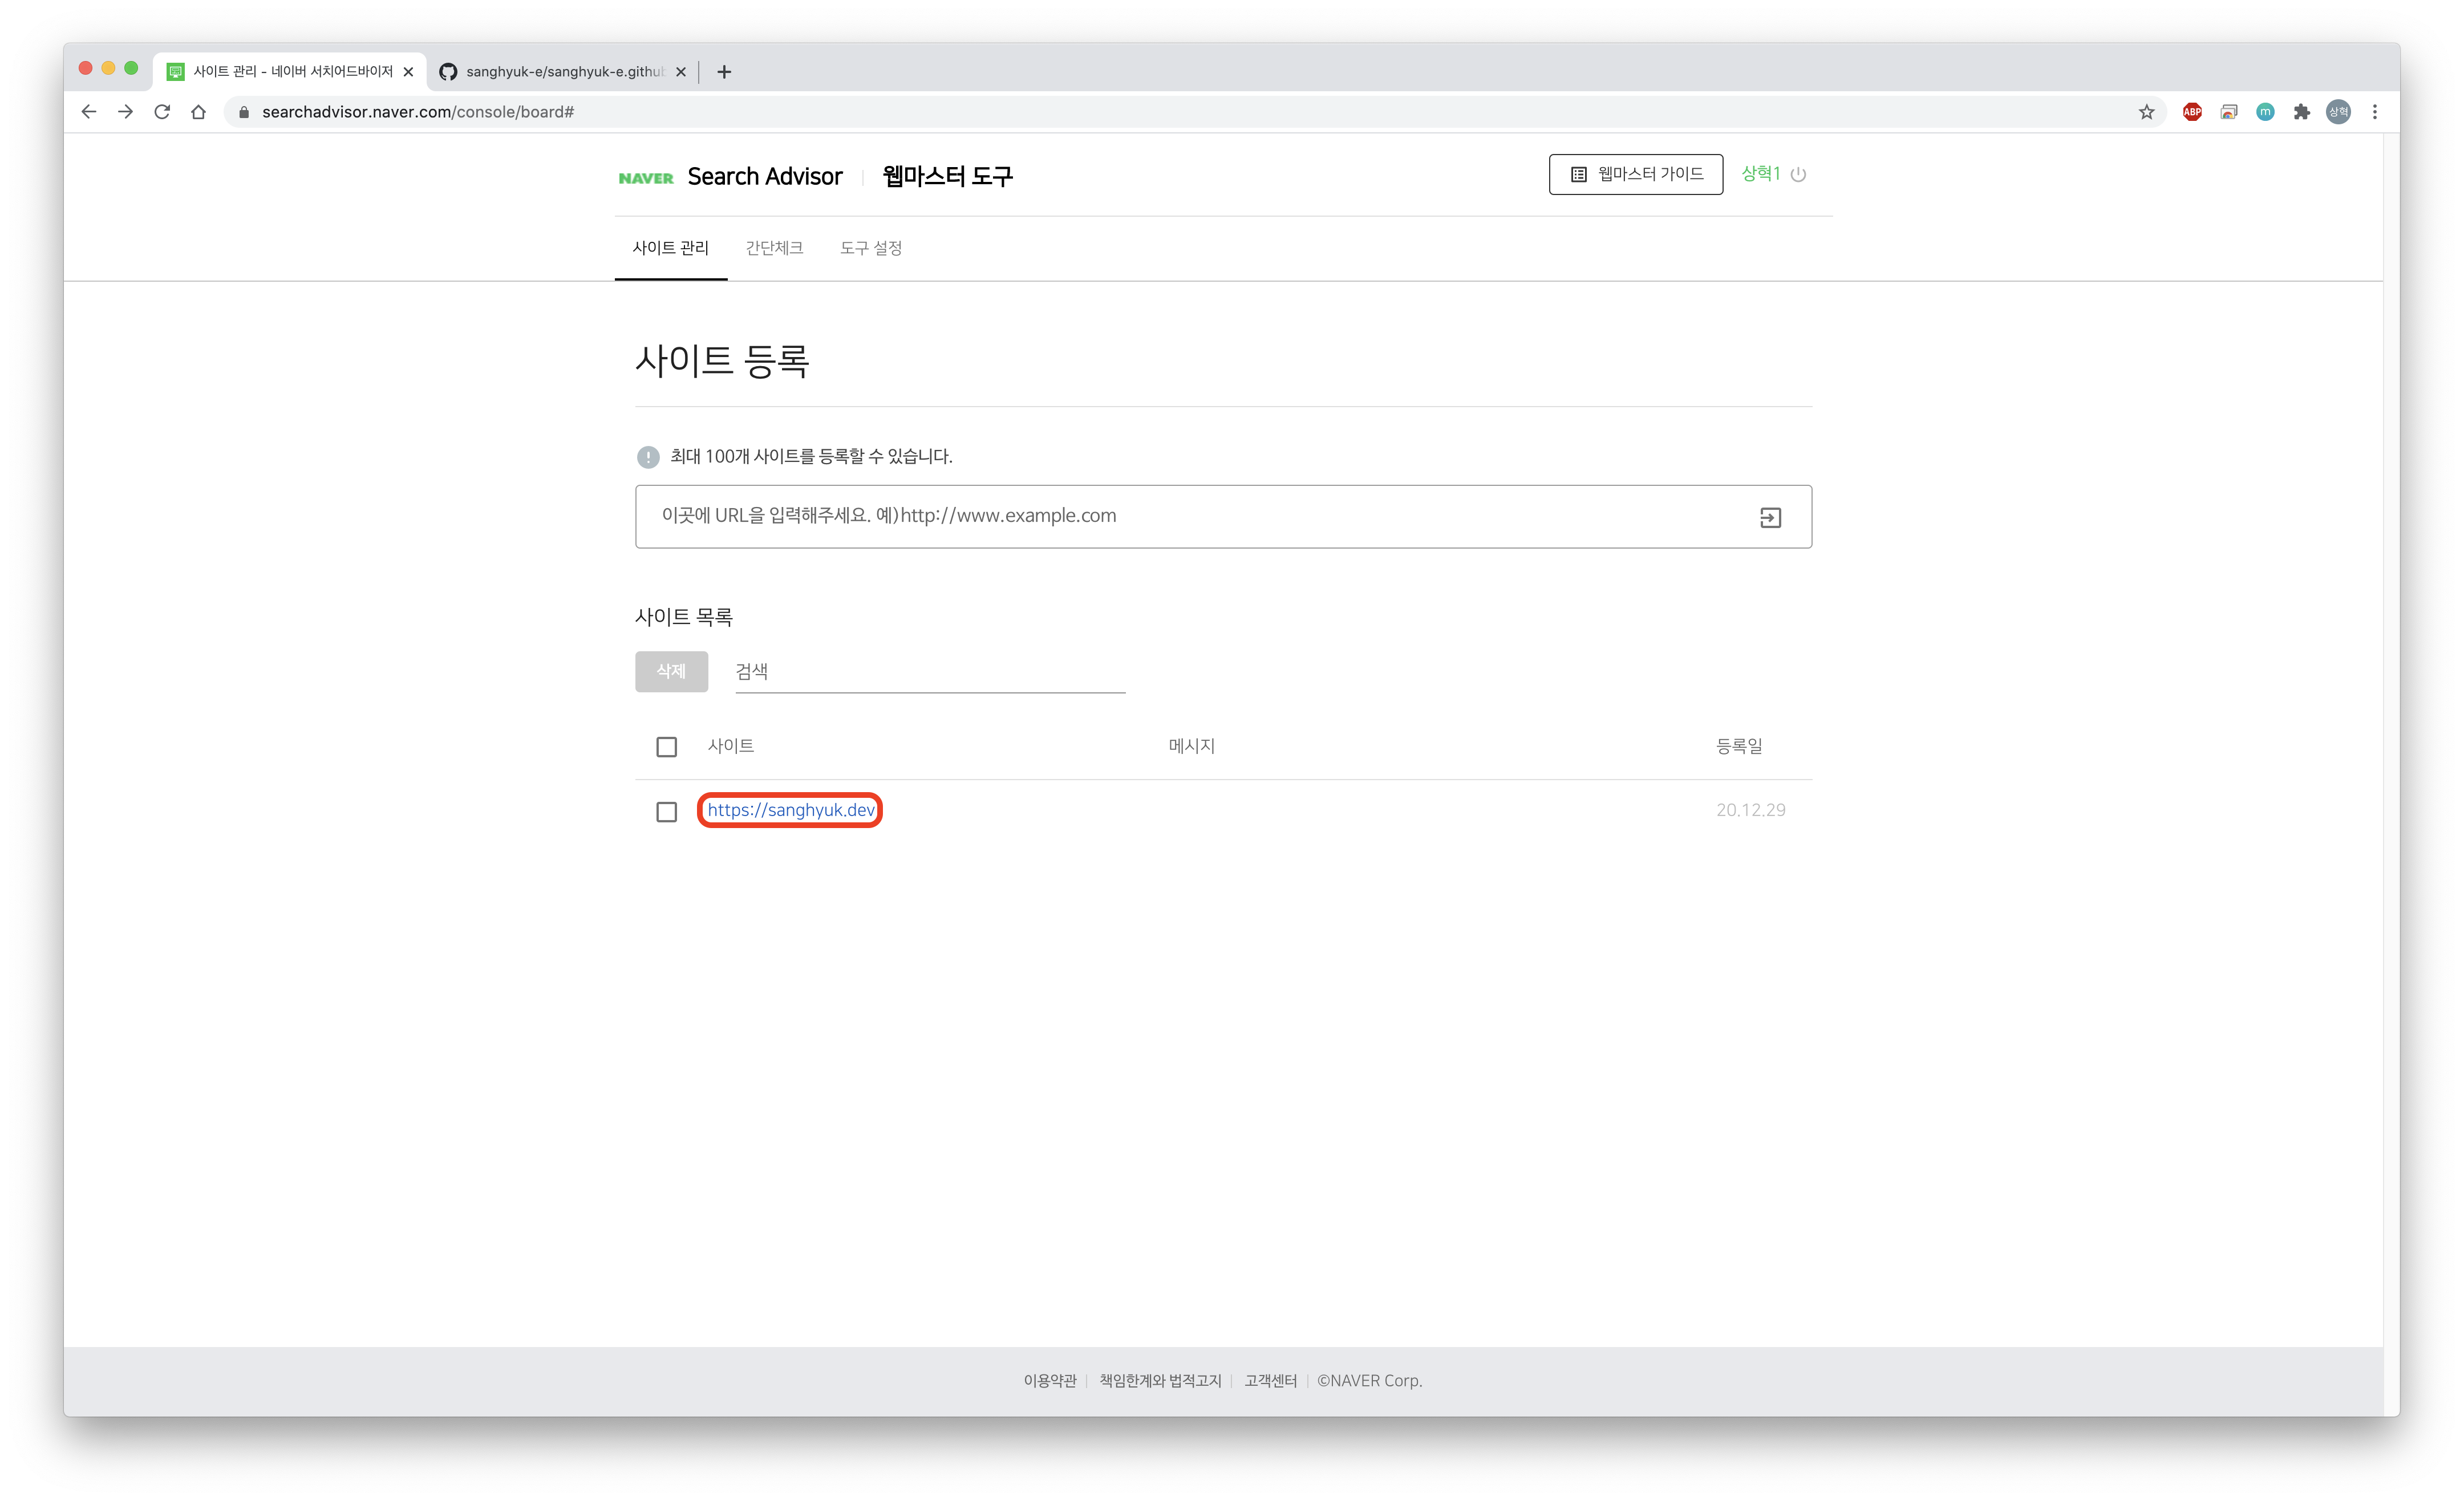 사이트 관리 - 네이버 서치어드바이저
sanghyuk-e/sanghyuk-e.githu
searchadvisor.naver.com/console/board#
ABP
m
상혁
NAVER Search Advisor 웹마스터 도구
웹마스터 가이드
상혁1
사이트 관리 간단체크 도구 설정
사이트 등록
최대 100개 사이트를 등록할 수 있습니다.
이곳에 URL을 입력해주세요. 예)http://www.example.com
사이트 목록
삭제 검색
사이트 메시지 등록일
https://sanghyuk.dev 20.12.29
이용약관 책임한계와 법적고지 고객센터 ©NAVER Corp.